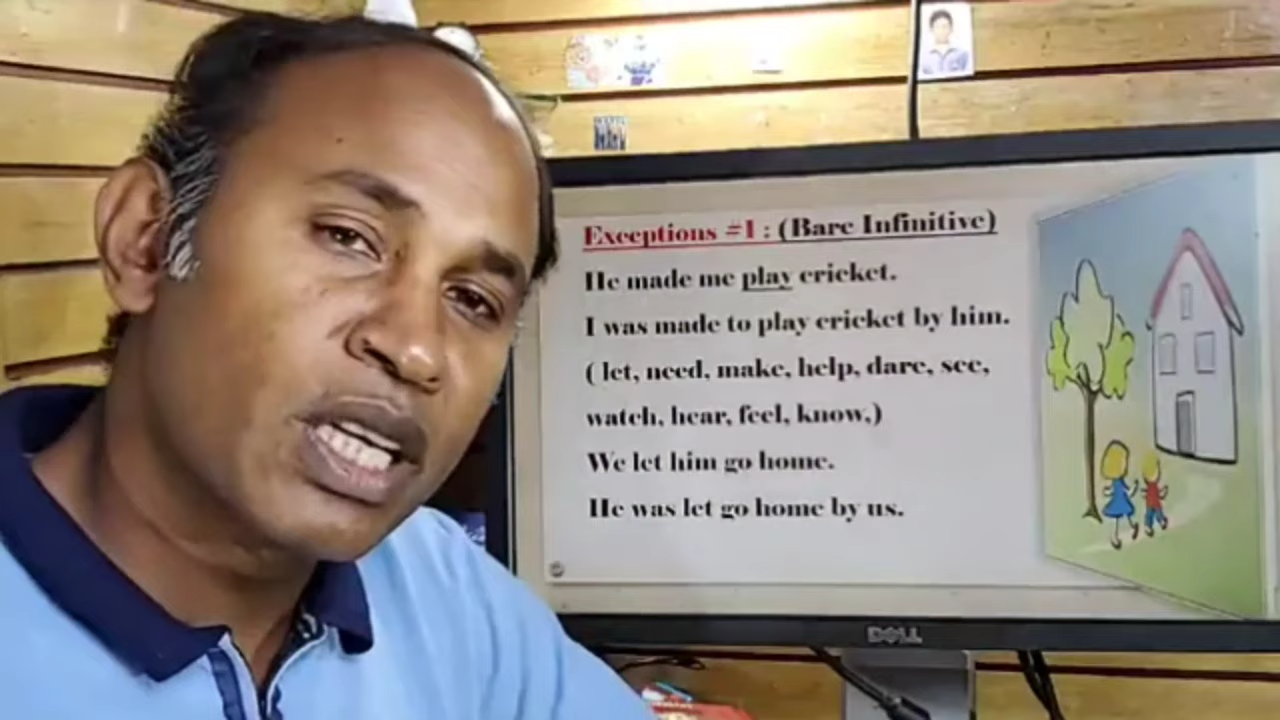 Exceptions #1 : (Bare Infinitive)
He made me play cricket.
I was made to play cricket by him.
( let, need, make, help, dare, see,
watch, hear, feel, know,)
We let him go home.
He was let go home by us.
DELL